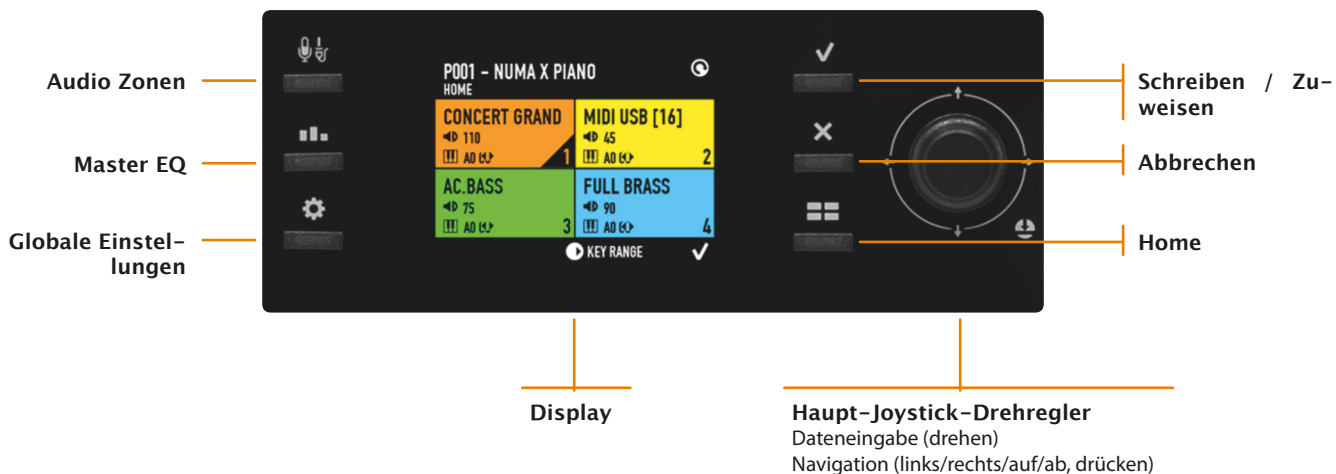 Audio Zonen
Master EQ
Globale Einstel-
lungen
P001 - NUMA X PIANO
HOME
CONCERT GRAND
110
A0
1
MIDI USB [16]
45
A0
2
AC.BASS
75
A0
3
FULL BRASS
90
A0
4
KEY RANGE
Schreiben / Zu-
weisen
Abbrechen
Home
Display
Haupt-Joystick-Drehregler
Dateneingabe (drehen)
Navigation (links/rechts/auf/ab, drücken)